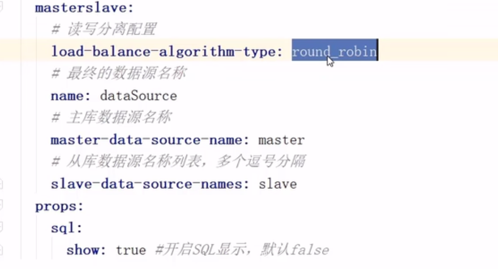 masterslave:
# 读写分离配置
load-balance-algorithm-type: round_robin
# 最终的数据源名称
name: dataSource
# 主库数据源名称
master-data-source-name: master
# 从库数据源名称列表，多个逗号分隔
slave-data-source-names: slave
props:
sql:
show: true #开启SQL显示，默认false